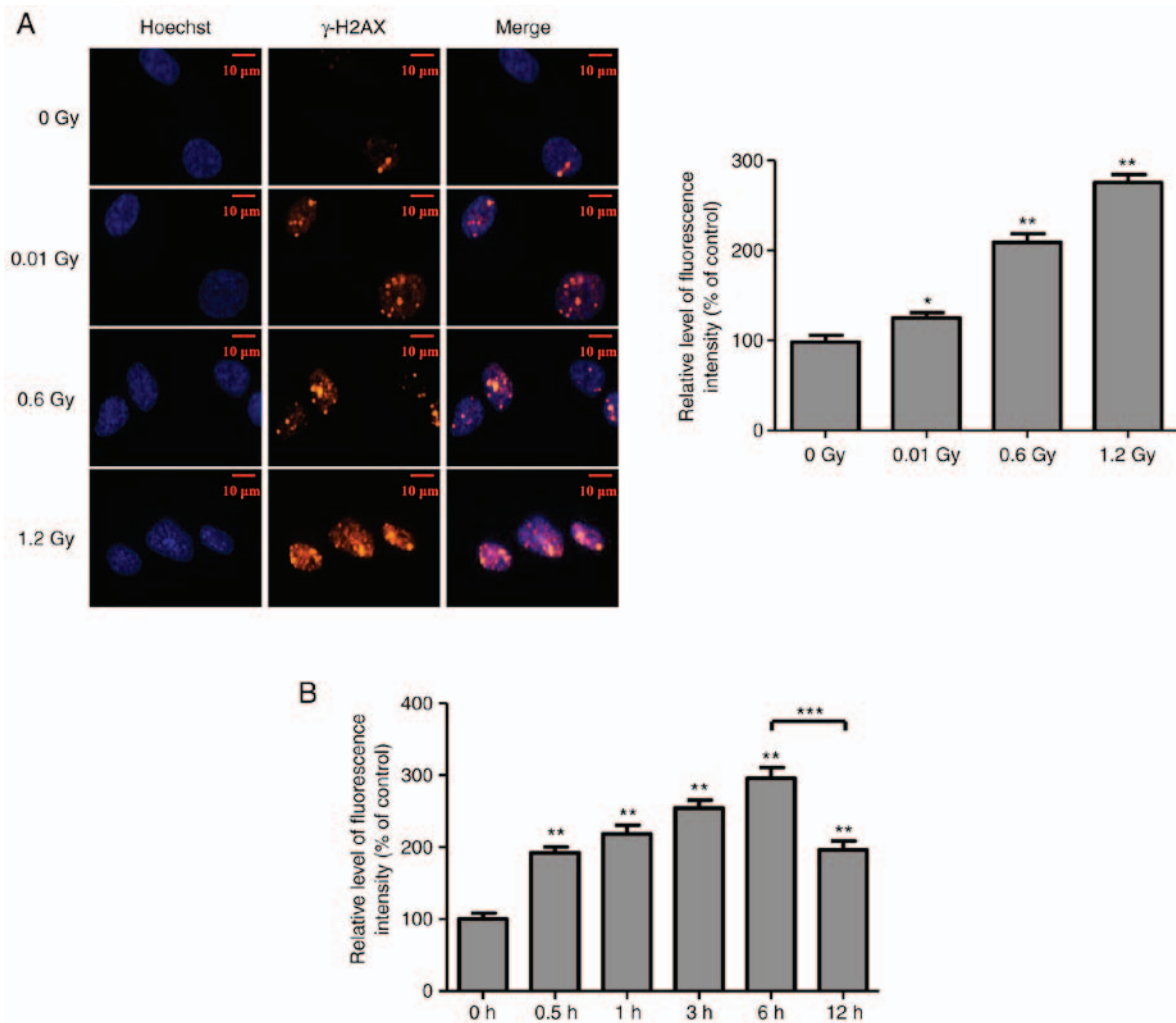 A
Hoechst γ-H2AX Merge
0 Gy
10 μm 10 μm 10 μm
0.01 Gy
10 μm 10 μm 10 μm
0.6 Gy
10 μm 10 μm 10 μm
1.2 Gy
10 μm 10 μm 10 μm
Relative level of fluorescence
intensity (% of control)
300
200
100
0
*
**
**
0 Gy 0.01 Gy 0.6 Gy 1.2 Gy
B
Relative level of fluorescence
intensity (% of control)
400
300
200
100
0
**
**
**
**
***
**
0 h 0.5 h 1 h 3 h 6 h 12 h